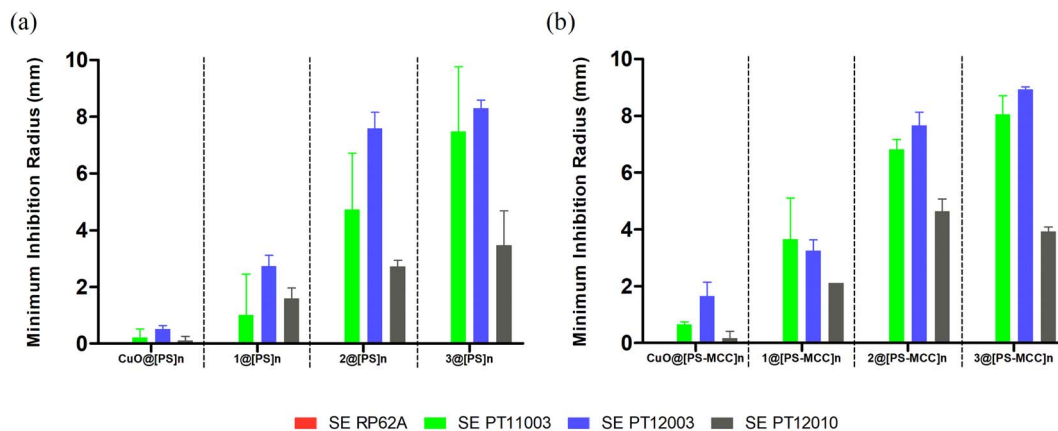 (a)
Minimum Inhibition Radius (mm)
10
8
6
4
2
0
CuO@[PS]n
1@[PS]n
2@[PS]n
3@[PS]n
(b)
Minimum Inhibition Radius (mm)
10
8
6
4
2
0
CuO@[PS-MCC]n
1@[PS-MCC]n
2@[PS-MCC]n
3@[PS-MCC]n
SE RP62A
SE PT11003
SE PT12003
SE PT12010